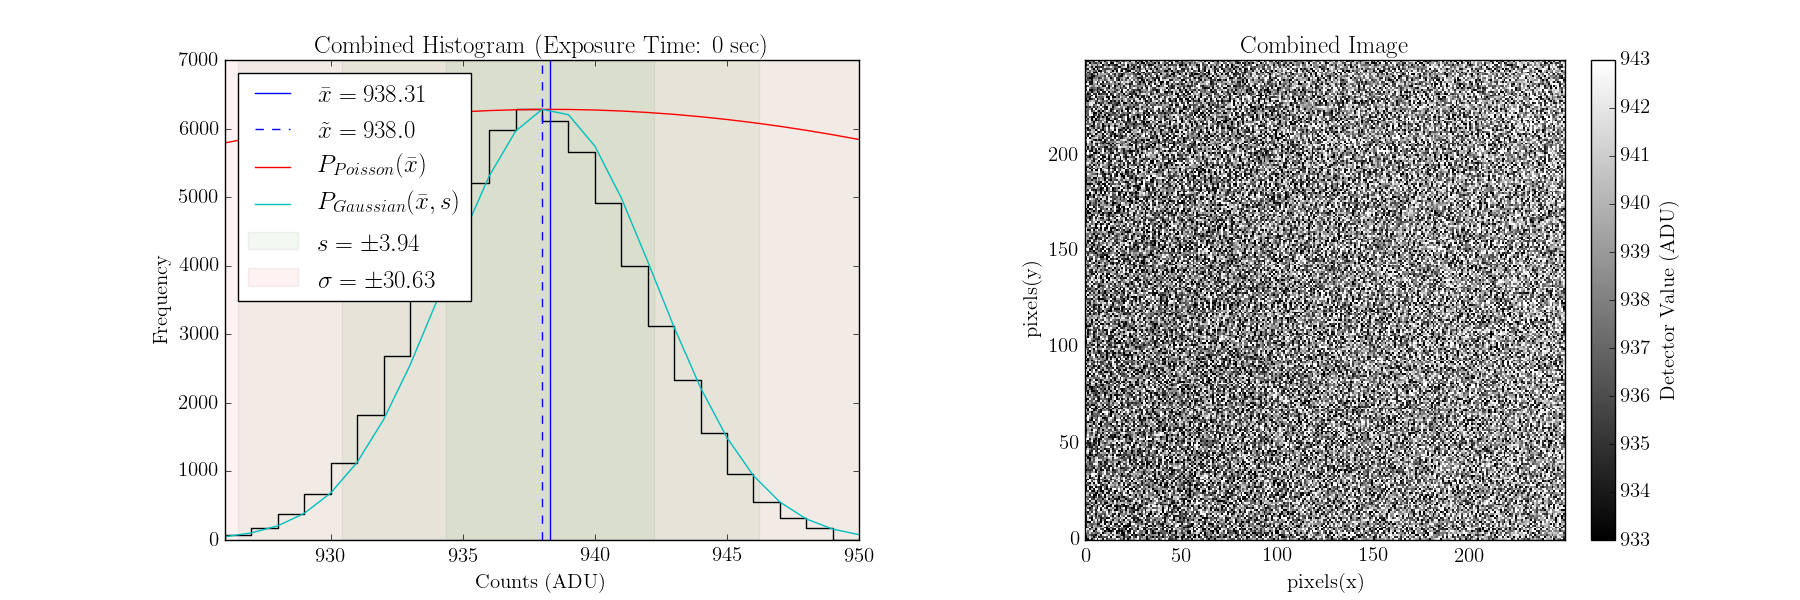 Combined Histogram (Exposure Time: 0 sec)
7000
6000
5000
4000
3000
2000
1000
0
Frequency
x̄ = 938.31
x̃ = 938.0
P_Poisson(x̄)
P_Gaussian(x̄, s)
s = ±3.94
σ = ±30.63
930 935 940 945 950
Counts (ADU)
Combined Image
200
150
100
50
0
pixels(y)
0 50 100 150 200
pixels(x)
943
942
941
940
939
938
937
936
935
934
933
Detector Value (ADU)